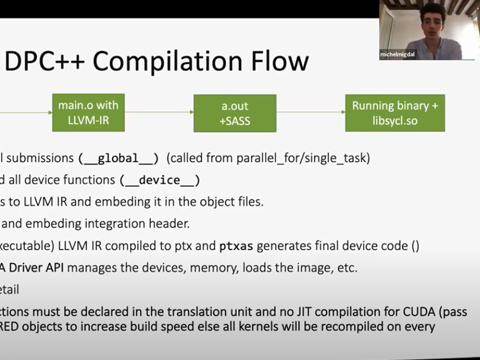 michelmigdal
DPC++ Compilation Flow
main.o with
LLVM-IR
a.out
+SASS
Running binary +
libsycl.so
submissions (__global__) (called from parallel_for/single_task)
all device functions (__device__)
to LLVM IR and embeding it in the object files.
and embeding integration header.
LLVM IR compiled to ptx and ptxas generates final device code ()
Driver API manages the devices, memory, loads the image, etc.
must be declared in the translation unit and no JIT compilation for CUDA (pass
objects to increase build speed else all kernels will be recompiled on every